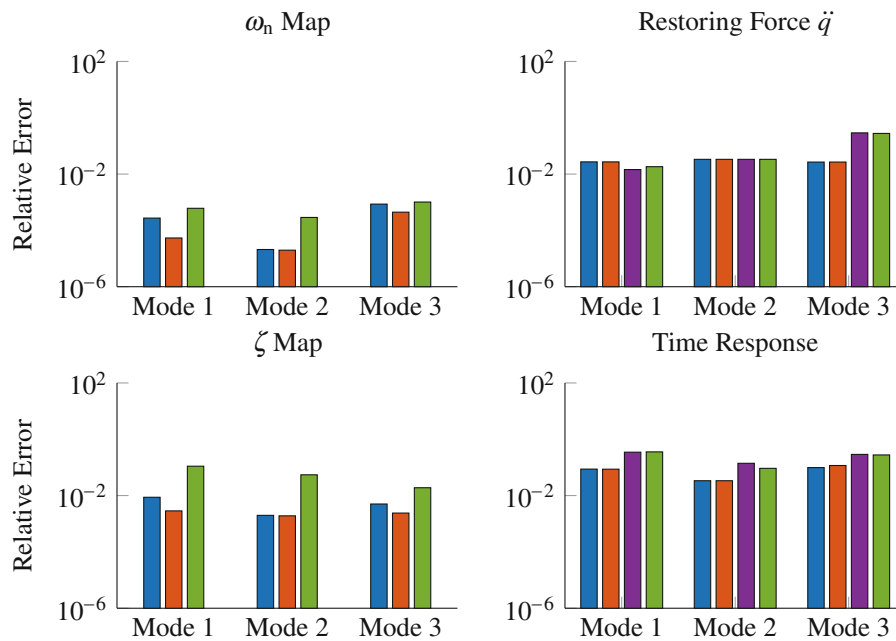 ωn Map
Relative Error
10^2
10^-2
10^-6
Mode 1 Mode 2 Mode 3
Restoring Force q̈
10^2
10^-2
10^-6
Mode 1 Mode 2 Mode 3
ζ Map
Relative Error
10^2
10^-2
10^-6
Mode 1 Mode 2 Mode 3
Time Response
10^2
10^-2
10^-6
Mode 1 Mode 2 Mode 3